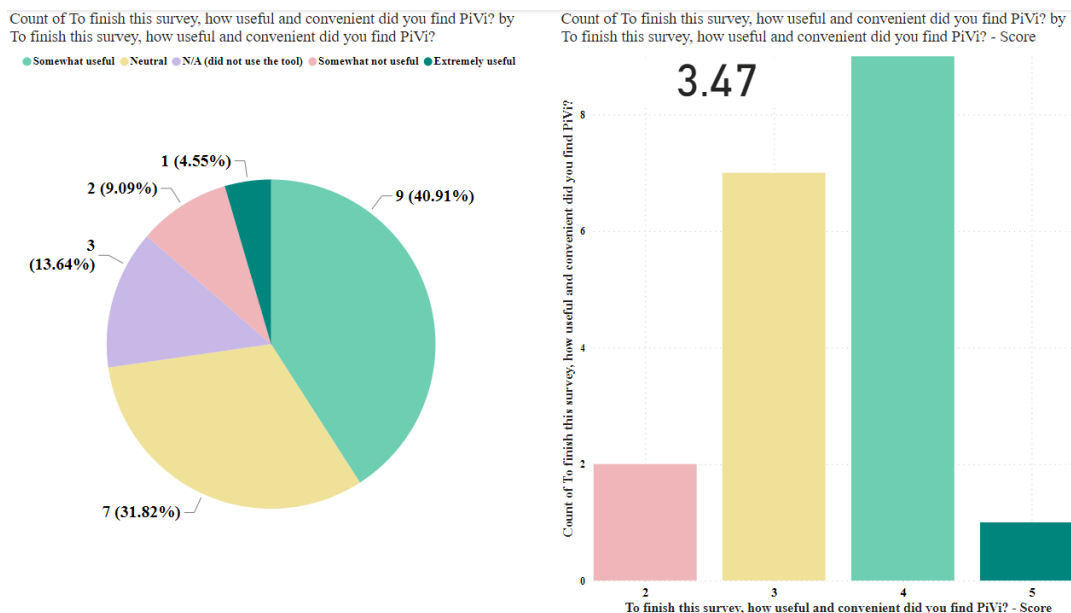 Count of To finish this survey, how useful and convenient did you find PiVi? by
To finish this survey, how useful and convenient did you find PiVi?
Somewhat useful Neutral N/A (did not use the tool) Somewhat not useful Extremely useful
1 (4.55%)
2 (9.09%)
9 (40.91%)
3
(13.64%)
7 (31.82%)
Count of To finish this survey, how useful and convenient did you find PiVi? by
To finish this survey, how useful and convenient did you find PiVi? - Score
3.47
Count of To finish this survey, how useful and convenient did you find PiVi?
8
6
4
2
0
2 3 4 5
To finish this survey, how useful and convenient did you find PiVi? - Score